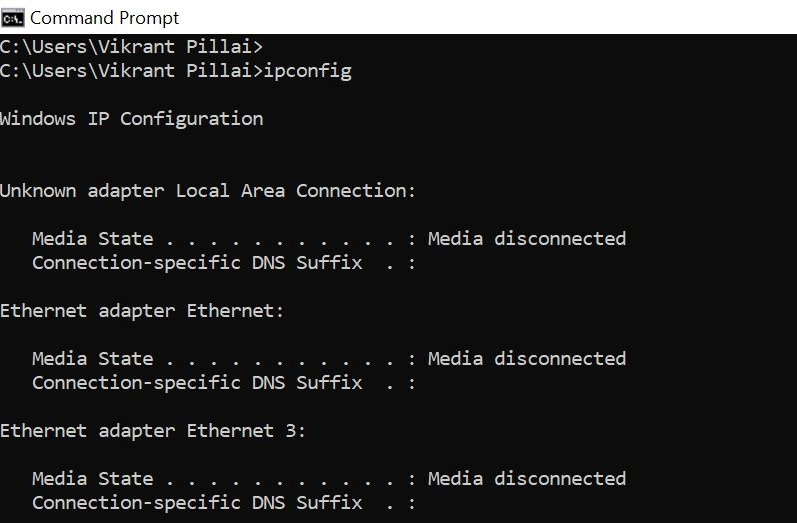 Command Prompt
C:\Users\Vikrant Pillai>
C:\Users\Vikrant Pillai>ipconfig
Windows IP Configuration
Unknown adapter Local Area Connection:
   Media State . . . . . . . . . . . : Media disconnected
   Connection-specific DNS Suffix  . :
Ethernet adapter Ethernet:
   Media State . . . . . . . . . . . : Media disconnected
   Connection-specific DNS Suffix  . :
Ethernet adapter Ethernet 3:
   Media State . . . . . . . . . . . : Media disconnected
   Connection-specific DNS Suffix  . :